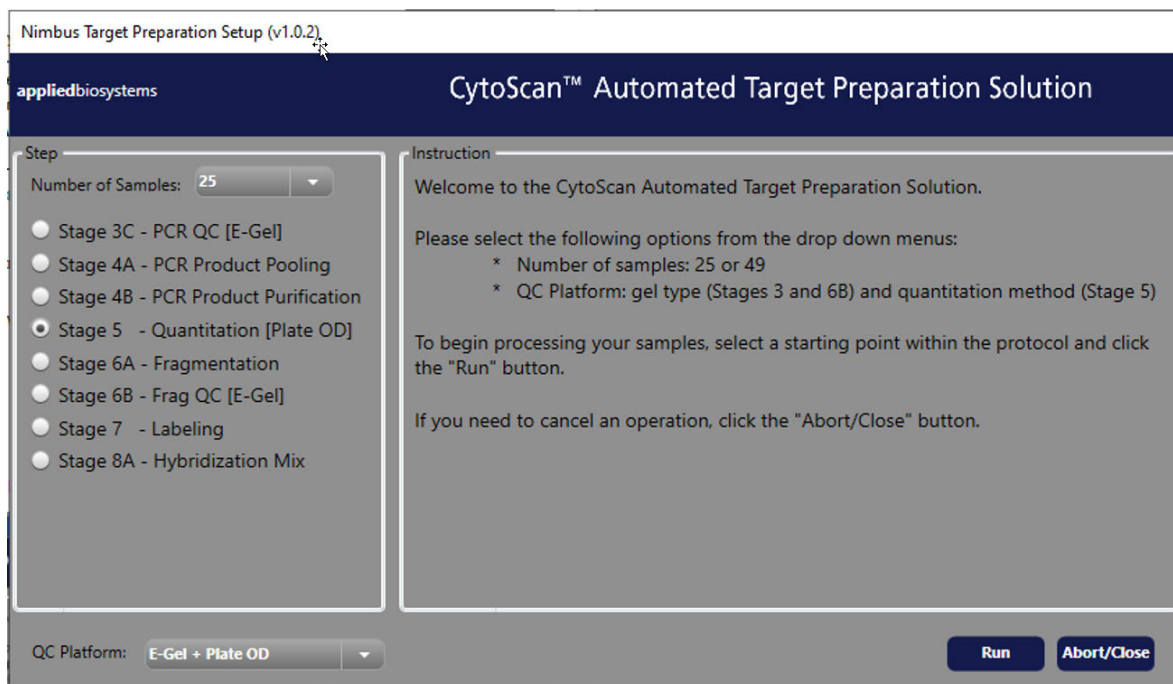 Nimbus Target Preparation Setup (v1.0.2)
appliedbiosystems
CytoScan™ Automated Target Preparation Solution
Step
Number of Samples: 25
Stage 3C - PCR QC [E-Gel]
Stage 4A - PCR Product Pooling
Stage 4B - PCR Product Purification
Stage 5 - Quantitation [Plate OD]
Stage 6A - Fragmentation
Stage 6B - Frag QC [E-Gel]
Stage 7 - Labeling
Stage 8A - Hybridization Mix
Instruction
Welcome to the CytoScan Automated Target Preparation Solution.
Please select the following options from the drop down menus:
* Number of samples: 25 or 49
* QC Platform: gel type (Stages 3 and 6B) and quantitation method (Stage 5)
To begin processing your samples, select a starting point within the protocol and click
the "Run" button.
If you need to cancel an operation, click the "Abort/Close" button.
QC Platform: E-Gel + Plate OD
Run
Abort/Close